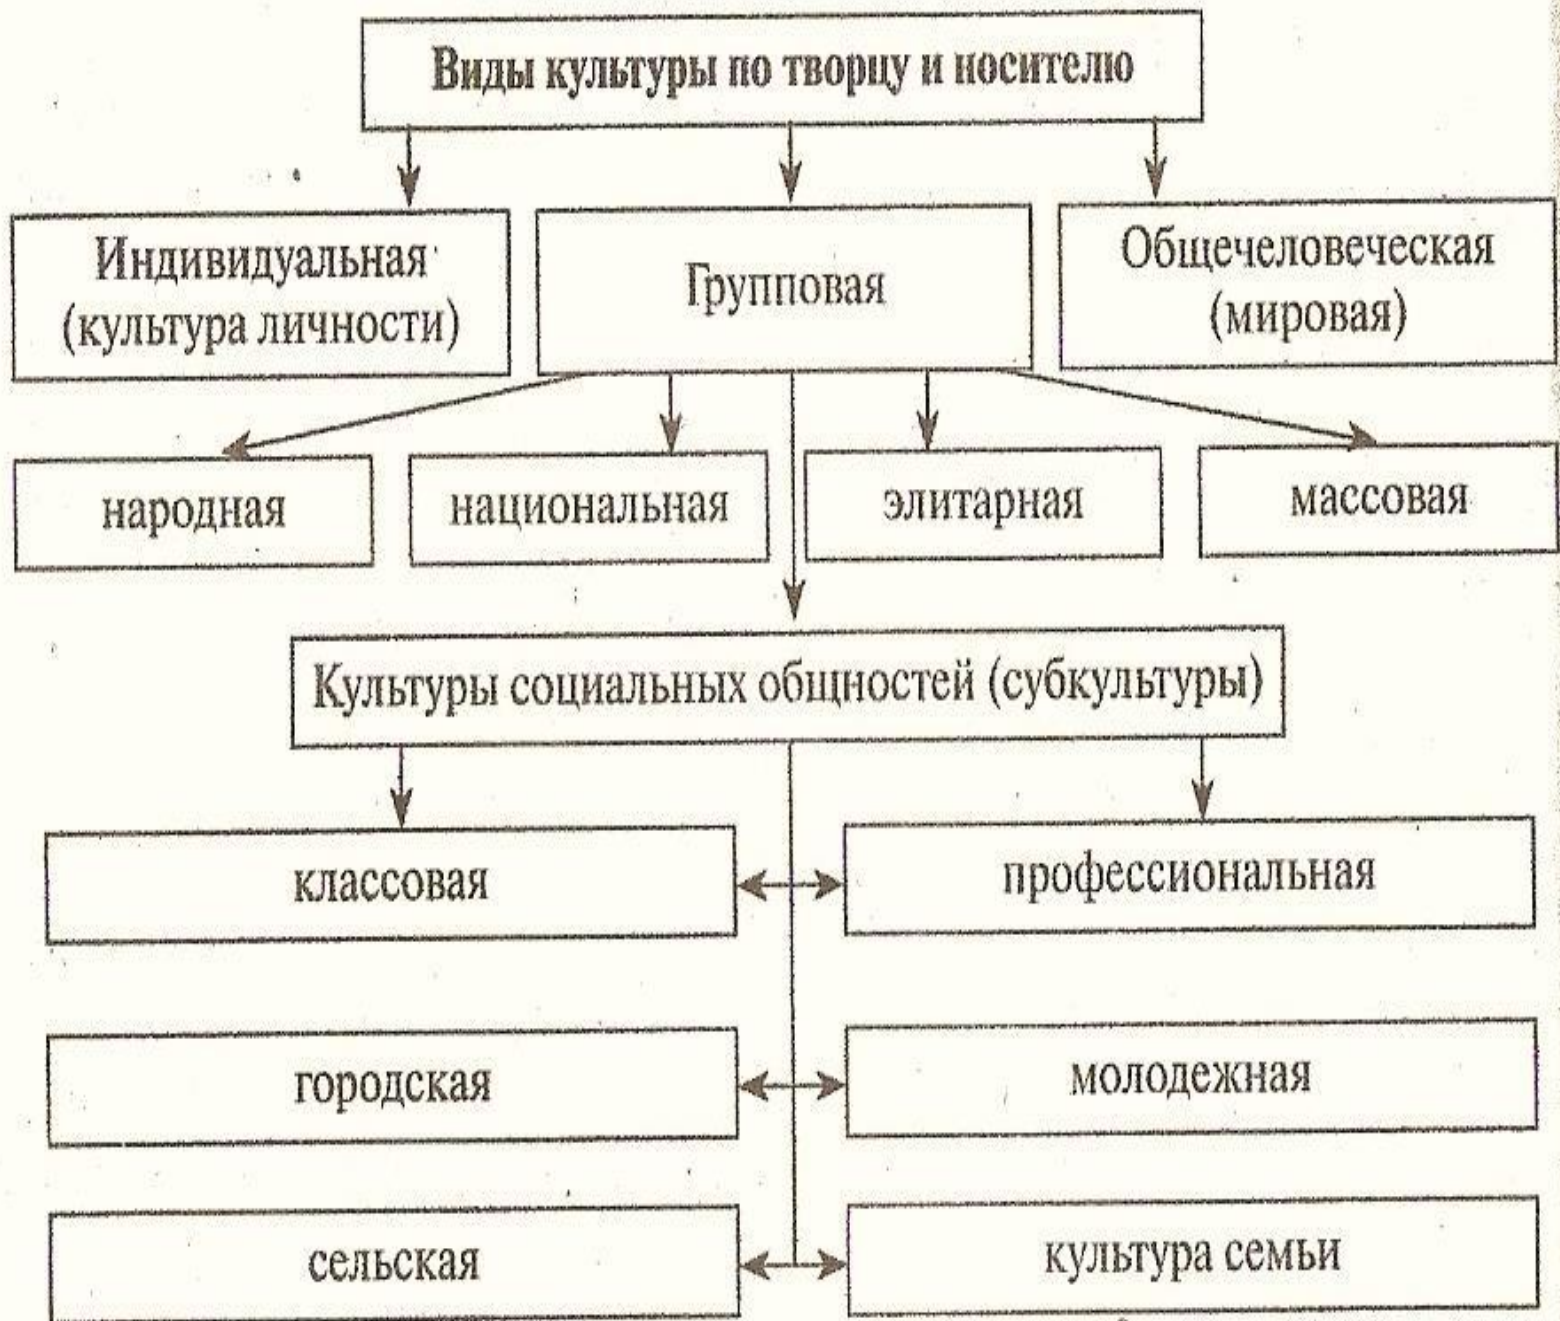 Виды культуры по творцу и носителю
Индивидуальная
(культура личности)
Групповая
Общечеловеческая
(мировая)
народная
национальная
элитарная
массовая
Культуры социальных общностей (субкультуры)
классовая
профессиональная
городская
молодежная
сельская
культура семьи